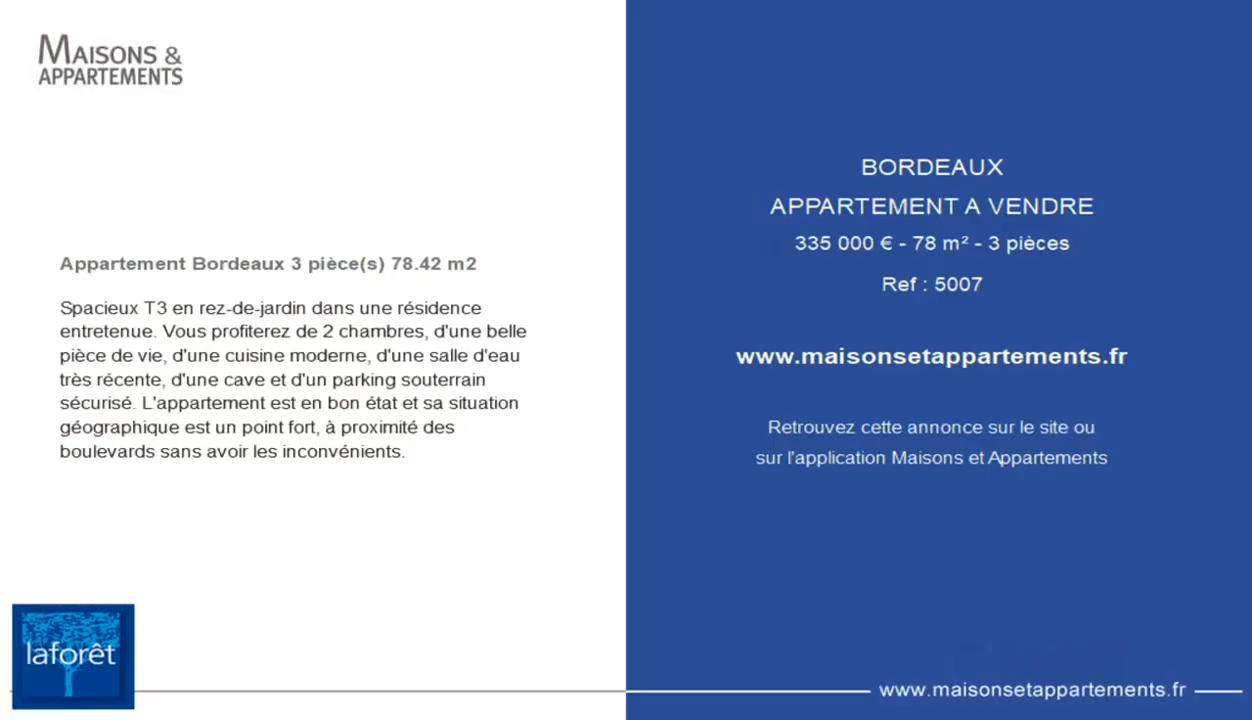 MAISONS &
APPARTEMENTS
Appartement Bordeaux 3 pièce(s) 78.42 m2
Spacieux T3 en rez-de-jardin dans une résidence
entretenue. Vous profiterez de 2 chambres, d'une belle
pièce de vie, d'une cuisine moderne, d'une salle d'eau
très récente, d'une cave et d'un parking souterrain
sécurisé. L'appartement est en bon état et sa situation
géographique est un point fort, à proximité des
boulevards sans avoir les inconvénients.
laforêt
BORDEAUX
APPARTEMENT A VENDRE
335 000 € - 78 m² - 3 pièces
Ref : 5007
www.maisonsetappartements.fr
Retrouvez cette annonce sur le site ou
sur l'application Maisons et Appartements
www.maisonsetappartements.fr